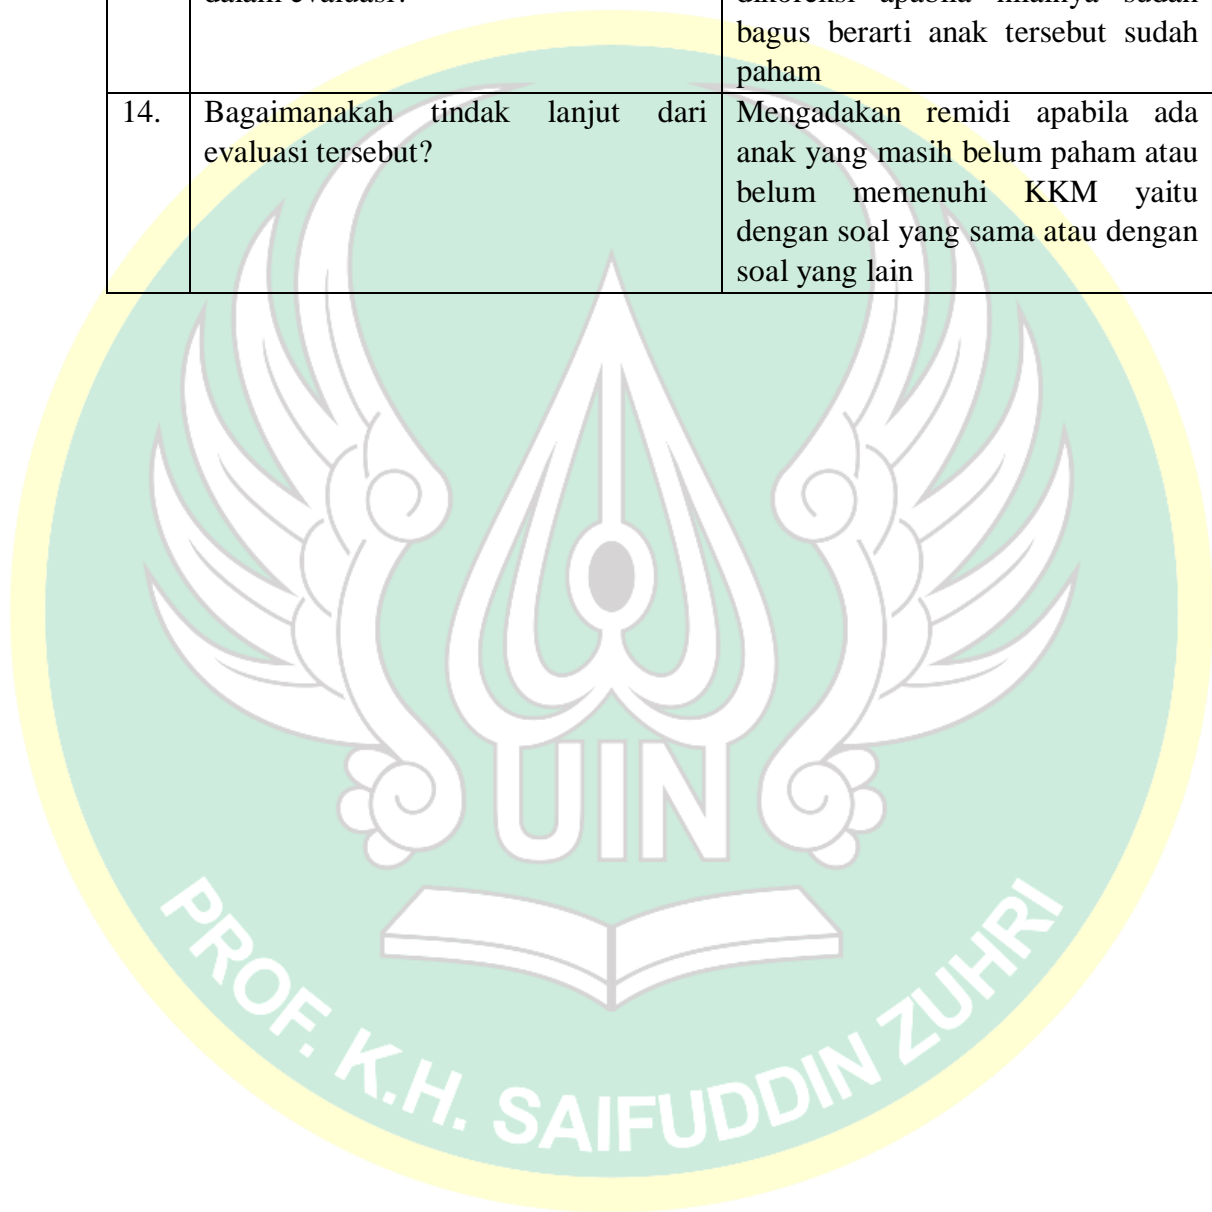 dalam evaluasi?
dikoreksi apabila nilainya sudah
bagus berarti anak tersebut sudah
paham
14.
Bagaimanakah tindak lanjut dari
evaluasi tersebut?
Mengadakan remidi apabila ada
anak yang masih belum paham atau
belum memenuhi KKM yaitu
dengan soal yang sama atau dengan
soal yang lain
UIN
PROF. K.H. SAIFUDDIN ZUHRI